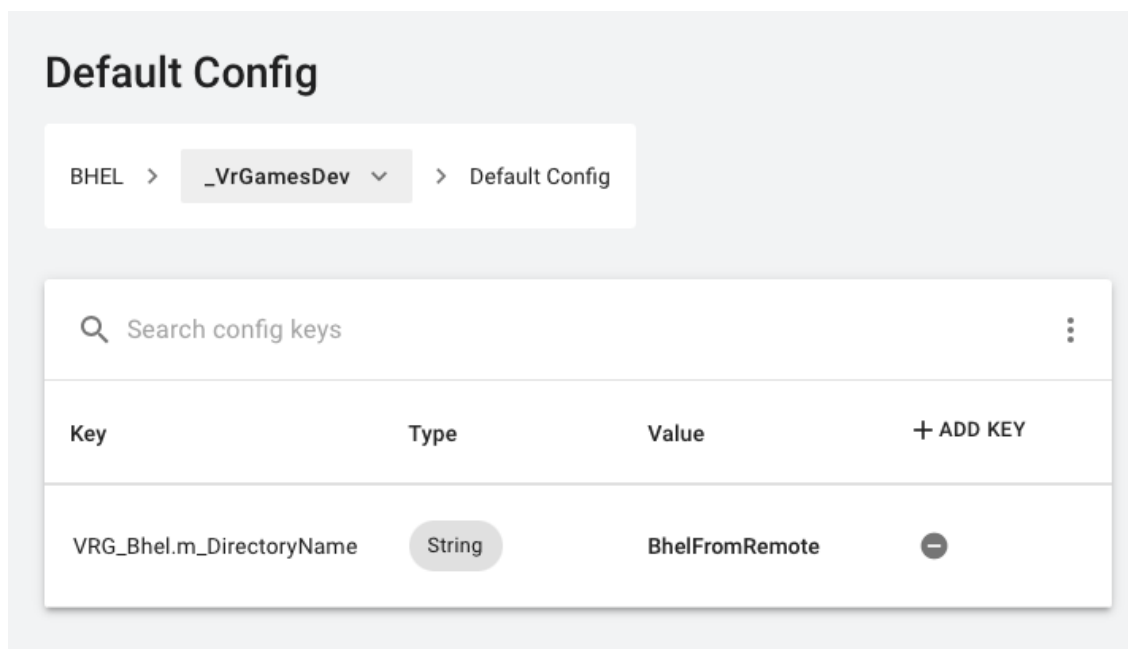 Default Config
BHEL > _VrGamesDev > Default Config
Search config keys
Key Type Value + ADD KEY
VRG_Bhel.m_DirectoryName String BhelFromRemote